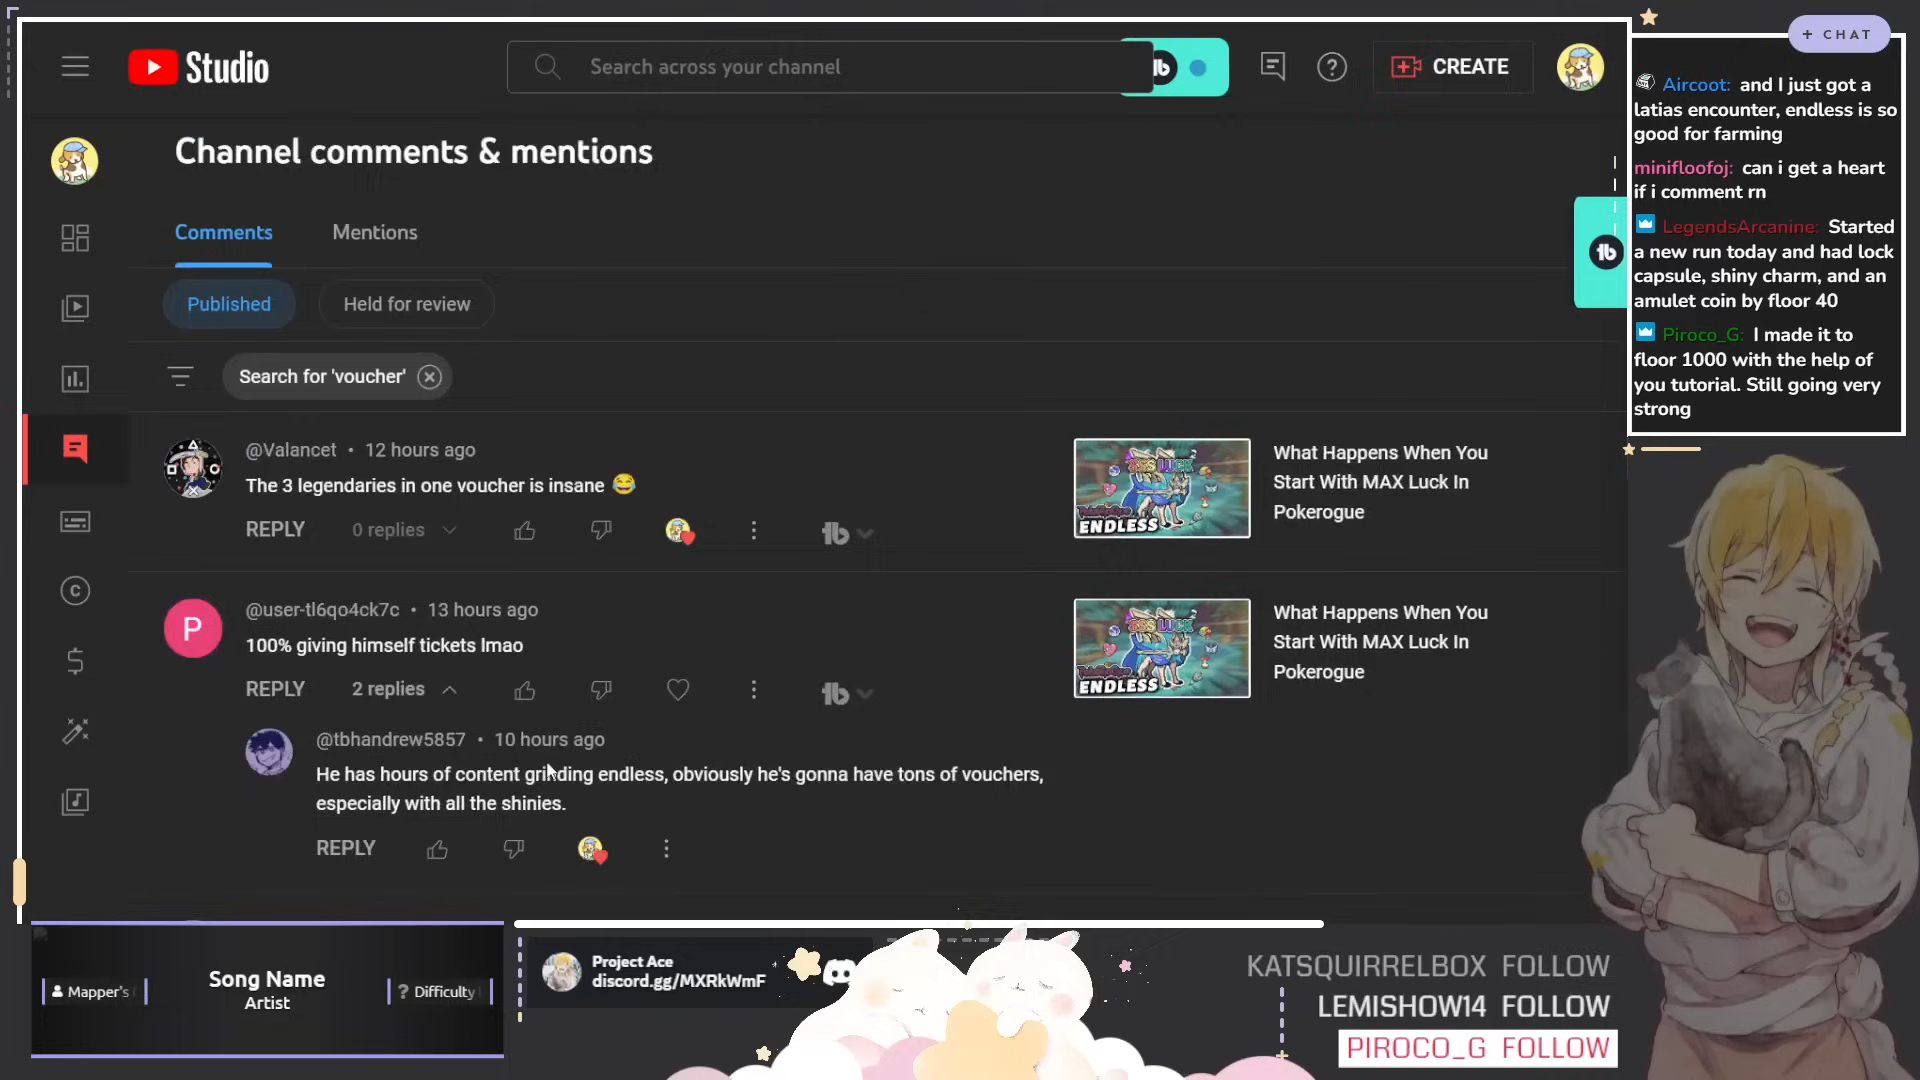 Studio
Search across your channel
CREATE
+ CHAT
Channel comments & mentions
Comments
Mentions
Published
Held for review
Search for 'voucher'
@Valancet • 12 hours ago
The 3 legendaries in one voucher is insane 😂
REPLY
0 replies
What Happens When You
Start With MAX Luck In
Pokerogue
ENDLESS
@user-tl6qo4ck7c • 13 hours ago
100% giving himself tickets lmao
REPLY
2 replies
What Happens When You
Start With MAX Luck In
Pokerogue
ENDLESS
@tbhandrew5857 • 10 hours ago
He has hours of content grinding endless, obviously he's gonna have tons of vouchers,
especially with all the shinies.
REPLY
P
Aircoot: and I just got a
latias encounter, endless is so
good for farming
minifloofoj: can i get a heart
if i comment rn
LegendsArcanine: Started
a new run today and had lock
capsule, shiny charm, and an
amulet coin by floor 40
Piroco_G: I made it to
floor 1000 with the help of
you tutorial. Still going very
strong
Mapper's
Song Name
Artist
? Difficulty
Project Ace
discord.gg/MXRkWmF
KATSQUIRRELBOX FOLLOW
LEMISHOW14 FOLLOW
PIROCO_G FOLLOW